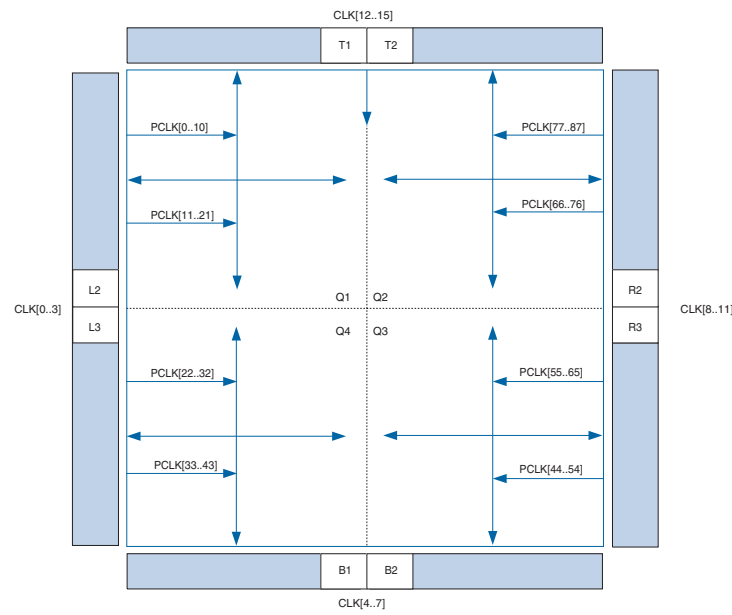 CLK[12..15]
T1 T2
PCLK[0..10] PCLK[77..87]
PCLK[11..21] PCLK[66..76]
L2 R2
CLK[0..3] Q1 Q2 CLK[8..11]
L3 Q4 Q3 R3
PCLK[22..32] PCLK[55..65]
PCLK[33..43] PCLK[44..54]
B1 B2
CLK[4..7]